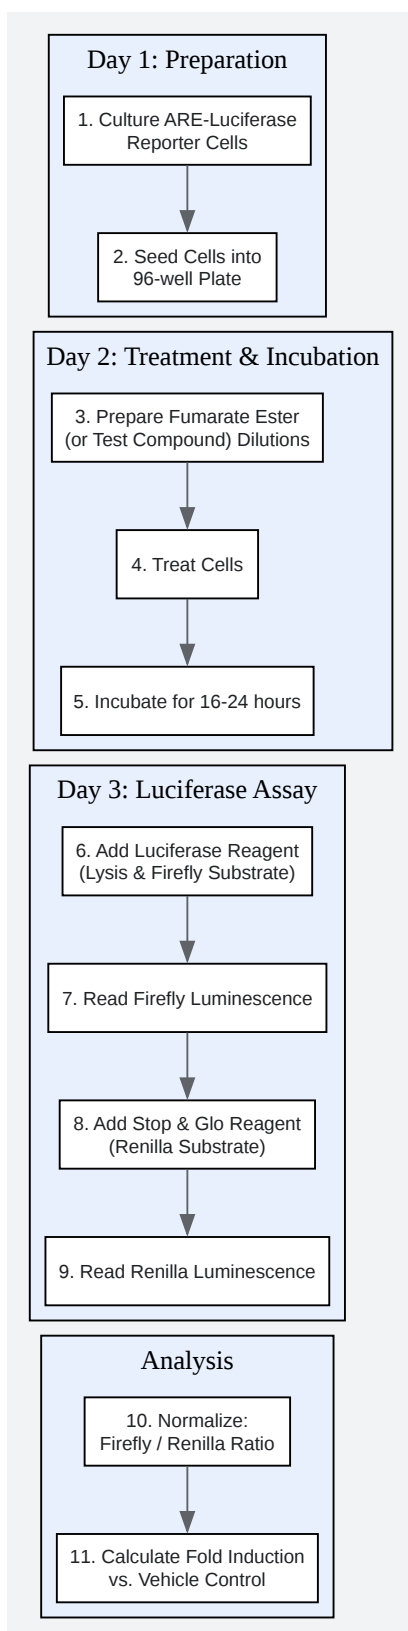 Day 1: Preparation
1. Culture ARE-Luciferase
Reporter Cells
2. Seed Cells into
96-well Plate
Day 2: Treatment & Incubation
3. Prepare Fumarate Ester
(or Test Compound) Dilutions
4. Treat Cells
5. Incubate for 16-24 hours
Day 3: Luciferase Assay
6. Add Luciferase Reagent
(Lysis & Firefly Substrate)
7. Read Firefly Luminescence
8. Add Stop & Glo Reagent
(Renilla Substrate)
9. Read Renilla Luminescence
Analysis
10. Normalize:
Firefly / Renilla Ratio
11. Calculate Fold Induction
vs. Vehicle Control